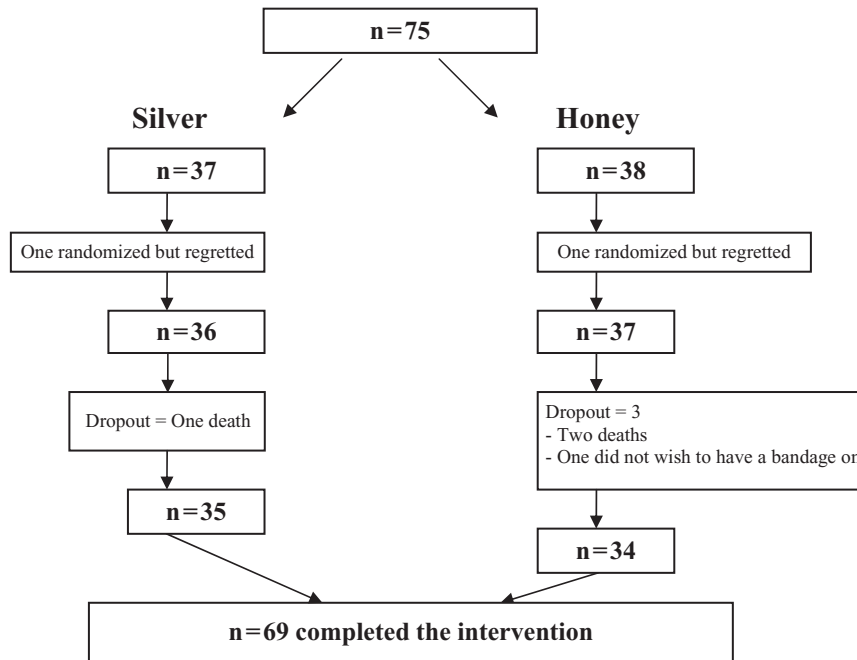 n=75
Silver
Honey
n=37
n=38
One randomized but regretted
One randomized but regretted
n=36
n=37
Dropout = One death
Dropout = 3
- Two deaths
- One did not wish to have a bandage on
n=35
n=34
n=69 completed the intervention